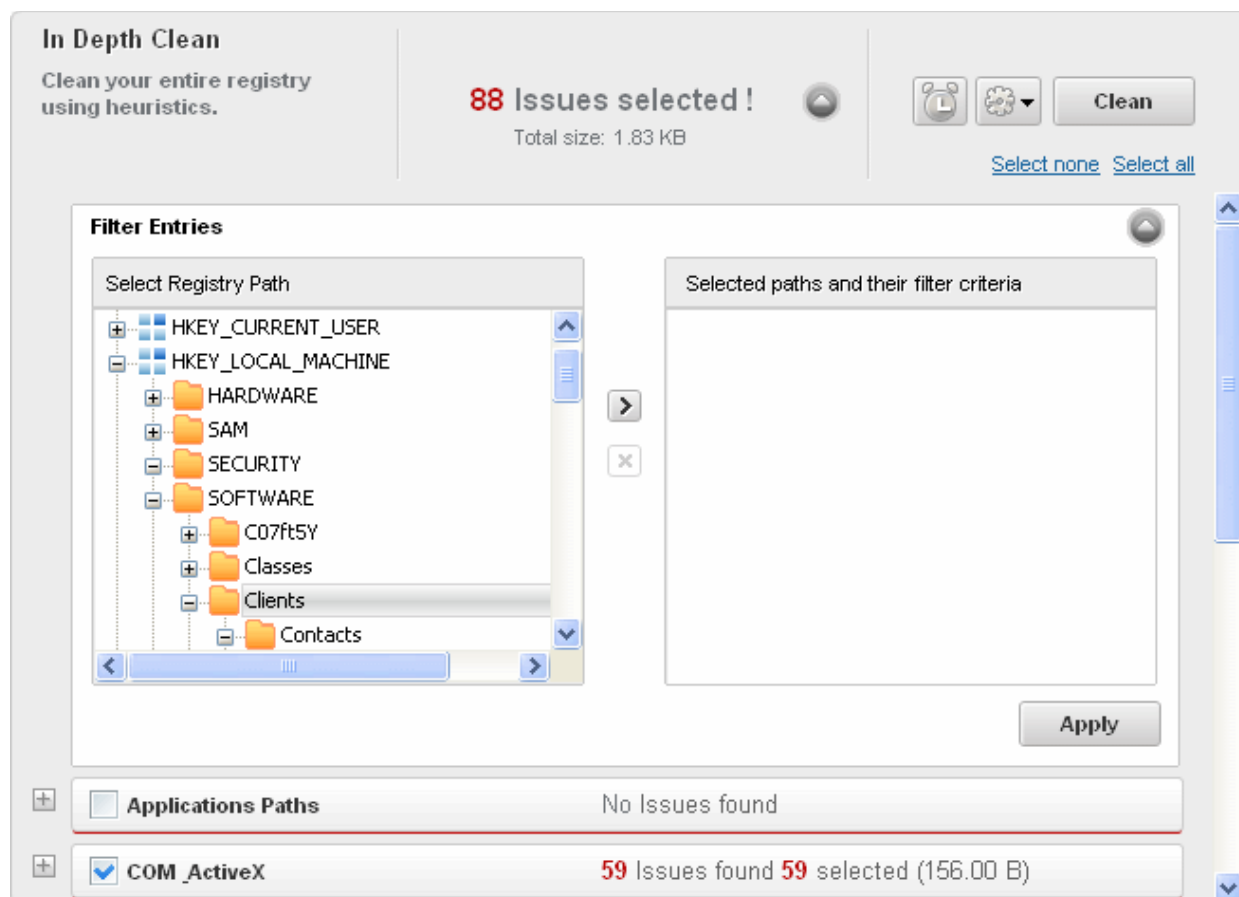 In Depth Clean
Clean your entire registry
using heuristics.
88 Issues selected !
Total size: 1.83 KB
Clean
Select none Select all
Filter Entries
Select Registry Path
HKEY_CURRENT_USER
HKEY_LOCAL_MACHINE
HARDWARE
SAM
SECURITY
SOFTWARE
C07ft5Y
Classes
Clients
Contacts
Selected paths and their filter criteria
Apply
Applications Paths No Issues found
COM_ActiveX 59 Issues found 59 selected (156.00 B)